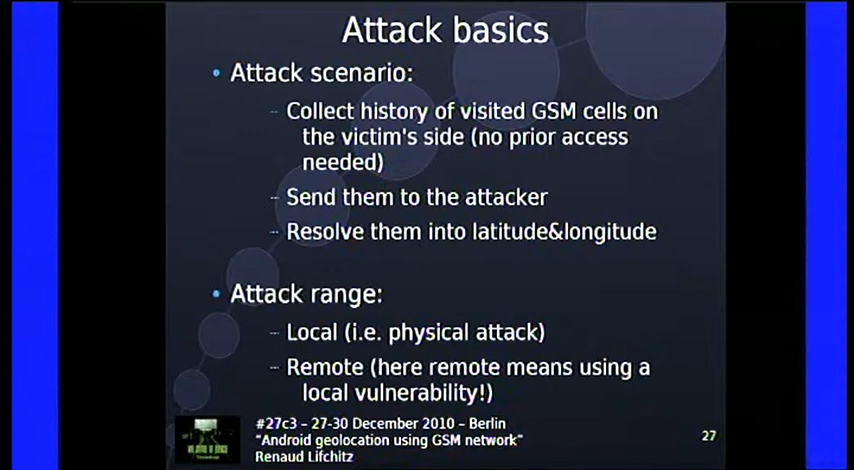 Attack basics
• Attack scenario:
– Collect history of visited GSM cells on
the victim's side (no prior access
needed)
– Send them to the attacker
– Resolve them into latitude&longitude
• Attack range:
– Local (i.e. physical attack)
– Remote (here remote means using a
local vulnerability!)
#27c3 – 27-30 December 2010 – Berlin
"Android geolocation using GSM network"
Renaud Lifchitz
27